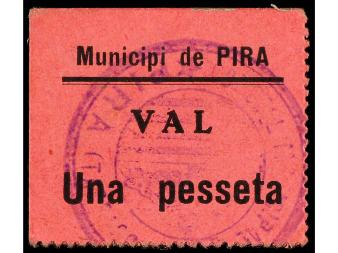 Municipi de PIRA
VAL
Una pesseta